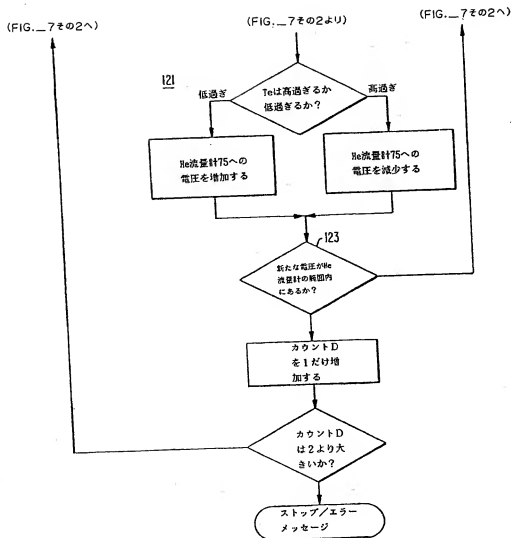 (FIG.__7その2へ)
(FIG.__7その2より)
(FIG.__7その2へ)
121
Teは高過ぎるか
低過ぎるか?
低過ぎ
高過ぎ
He流量計75への
電圧を増加する
He流量計75への
電圧を減少する
123
新たな電圧がHe
流量計の範囲内
にあるか?
カウントD
を1だけ増
加する
カウントD
は2より大
きいか?
ストップ/エラー
メッセージ